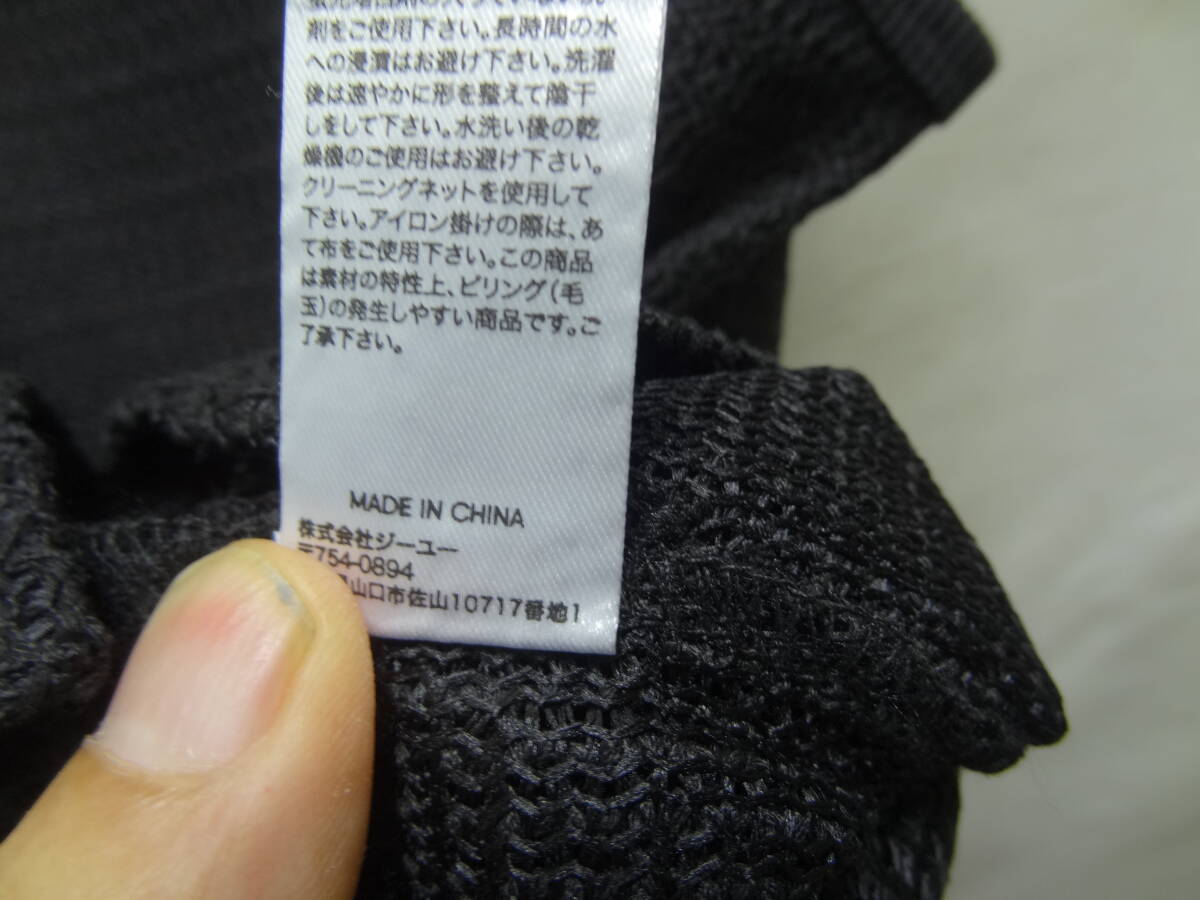 剤をご使用下さい。長時間の水
への浸漬はお避け下さい。洗濯
後は速やかに形を整えて陰干
しをして下さい。水洗い後の乾
燥機のご使用はお避け下さい。
クリーニングネットを使用して
下さい。アイロン掛けの際は、あ
て布をご使用下さい。この商品
は素材の特性上、ピリング(毛
玉)の発生しやすい商品です。ご
了承下さい。
MADE IN CHINA
株式会社ジーユー
〒754-0894
山口市佐山10717番地1